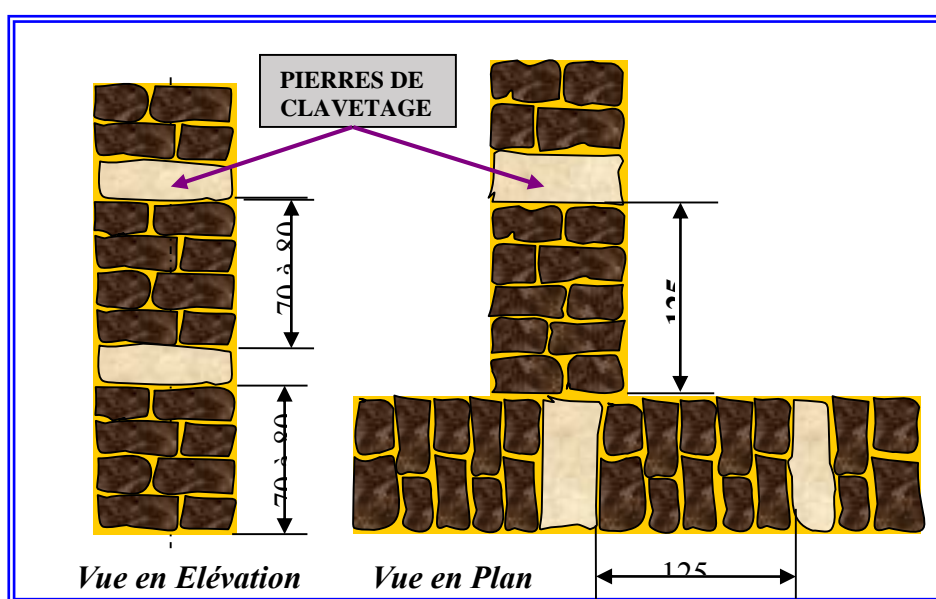 PIERRES DE
CLAVETAGE
70 à 80
70 à 80
125
125
Vue en Elévation
Vue en Plan